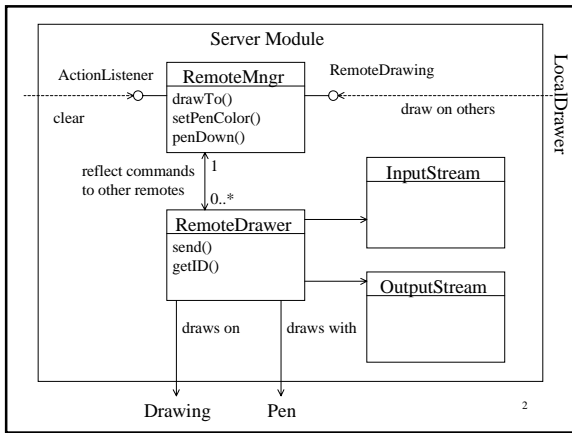 Server Module
ActionListener
RemoteMngr
RemoteDrawing
LocalDrawer
drawTo()
setPenColor()
penDown()
clear
draw on others
reflect commands
to other remotes
1
0..*
InputStream
RemoteDrawer
send()
getID()
OutputStream
draws on
draws with
Drawing
Pen
2